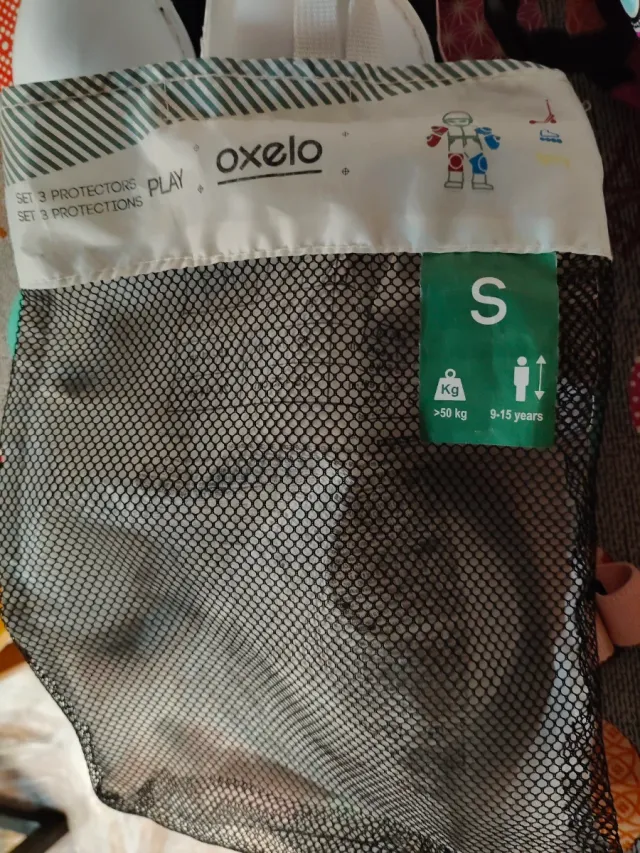 SET 3 PROTECTORS
SET 3 PROTECTIONS
PLAY
oxelo
S
Kg
>50 kg
9-15 years